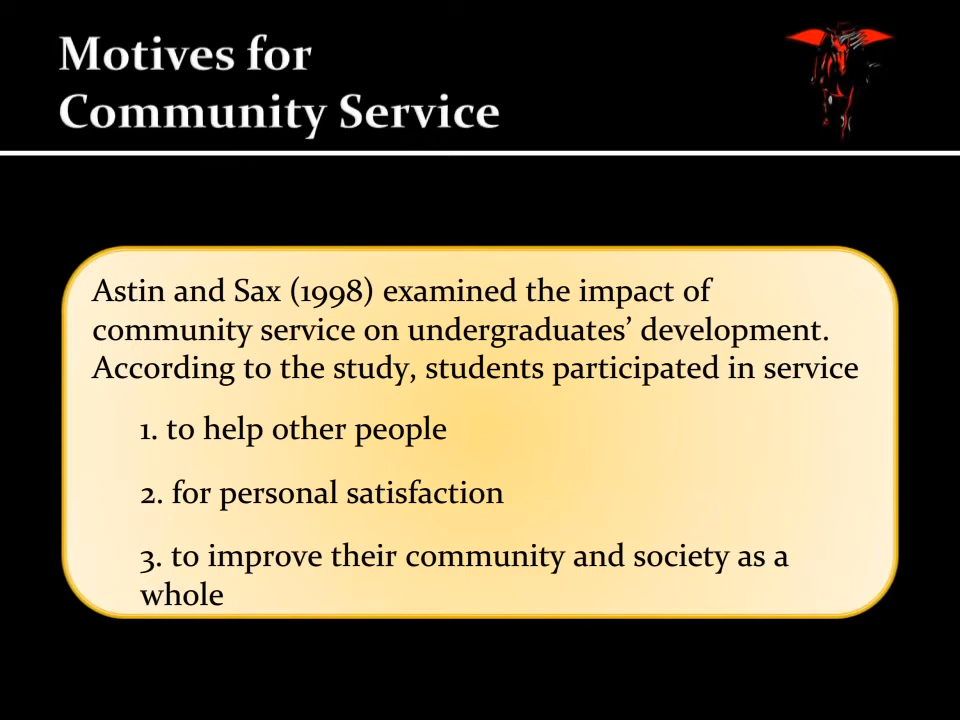 Motives for
Community Service
Astin and Sax (1998) examined the impact of
community service on undergraduates’ development.
According to the study, students participated in service
1. to help other people
2. for personal satisfaction
3. to improve their community and society as a
whole